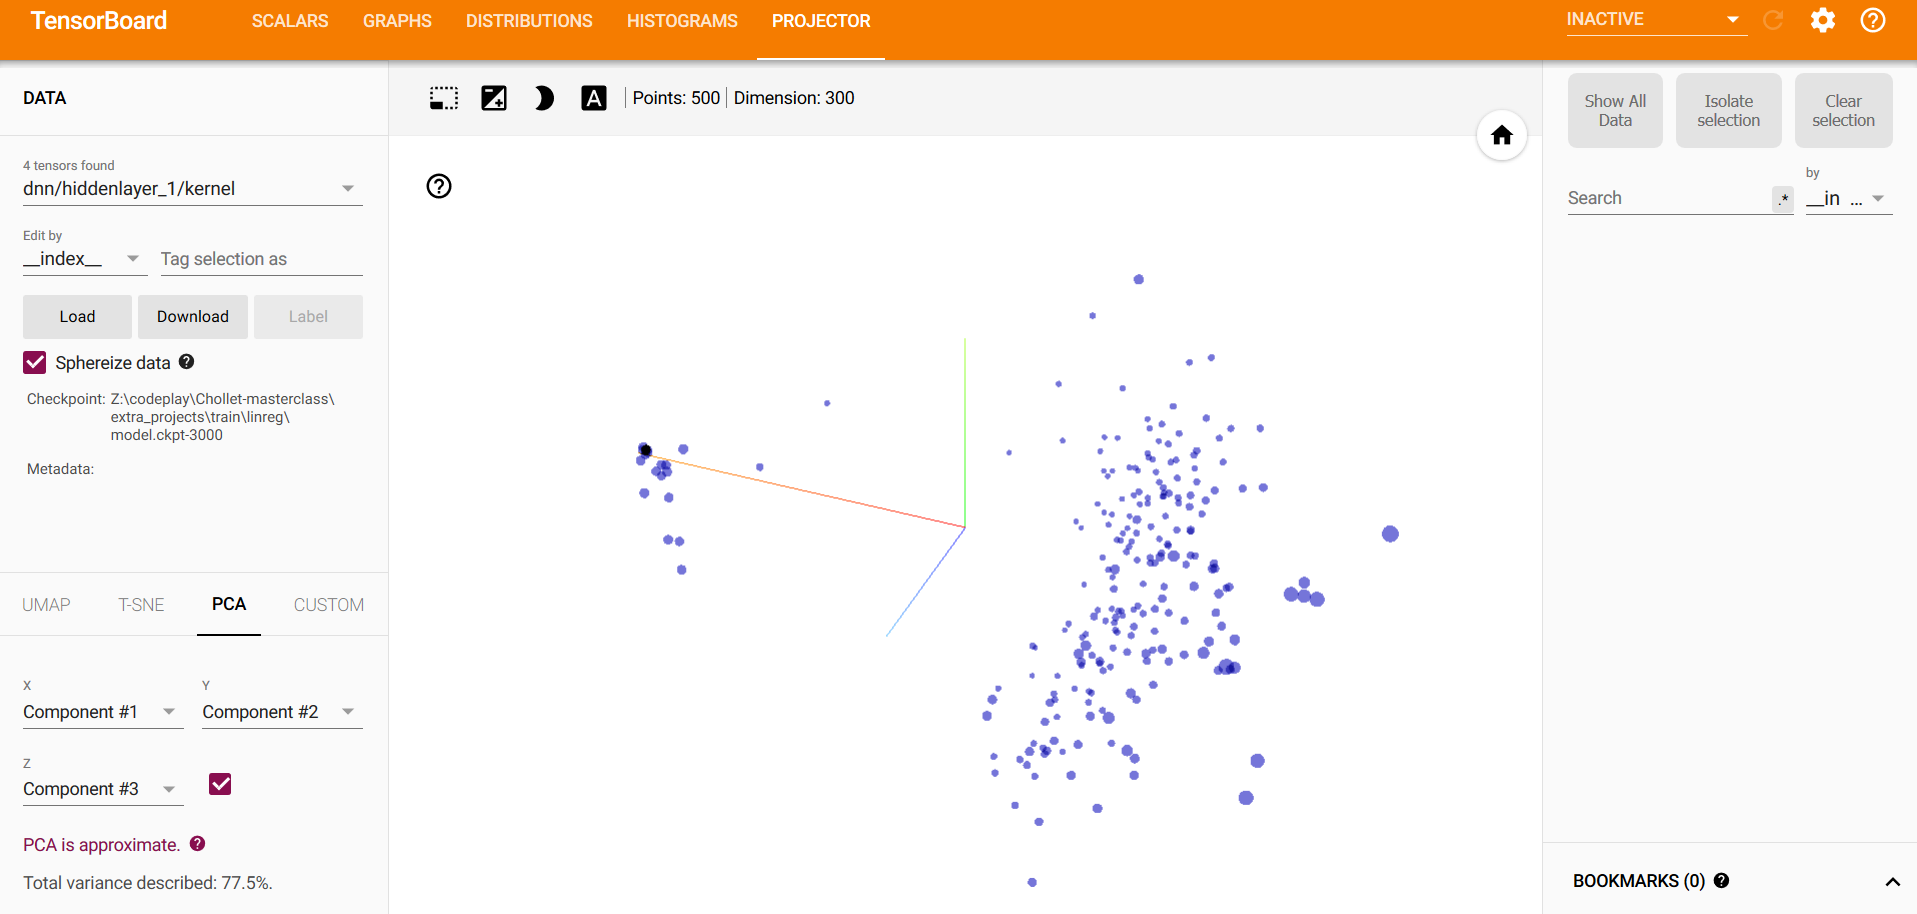 TensorBoard SCALARS GRAPHS DISTRIBUTIONS HISTOGRAMS PROJECTOR INACTIVE
DATA
4 tensors found
dnn/hiddenlayer_1/kernel
Edit by
__index__ Tag selection as
Load Download Label
Sphereize data
Checkpoint: Z:\codeplay\Chollet-masterclass\
extra_projects\train\linreg\
model.ckpt-3000
Metadata:
UMAP T-SNE PCA CUSTOM
X Y
Component #1 Component #2
Z
Component #3
PCA is approximate.
Total variance described: 77.5%.
A Points: 500 Dimension: 300
Show All
Data
Isolate
selection
Clear
selection
by
Search .* __in ...
BOOKMARKS (0)